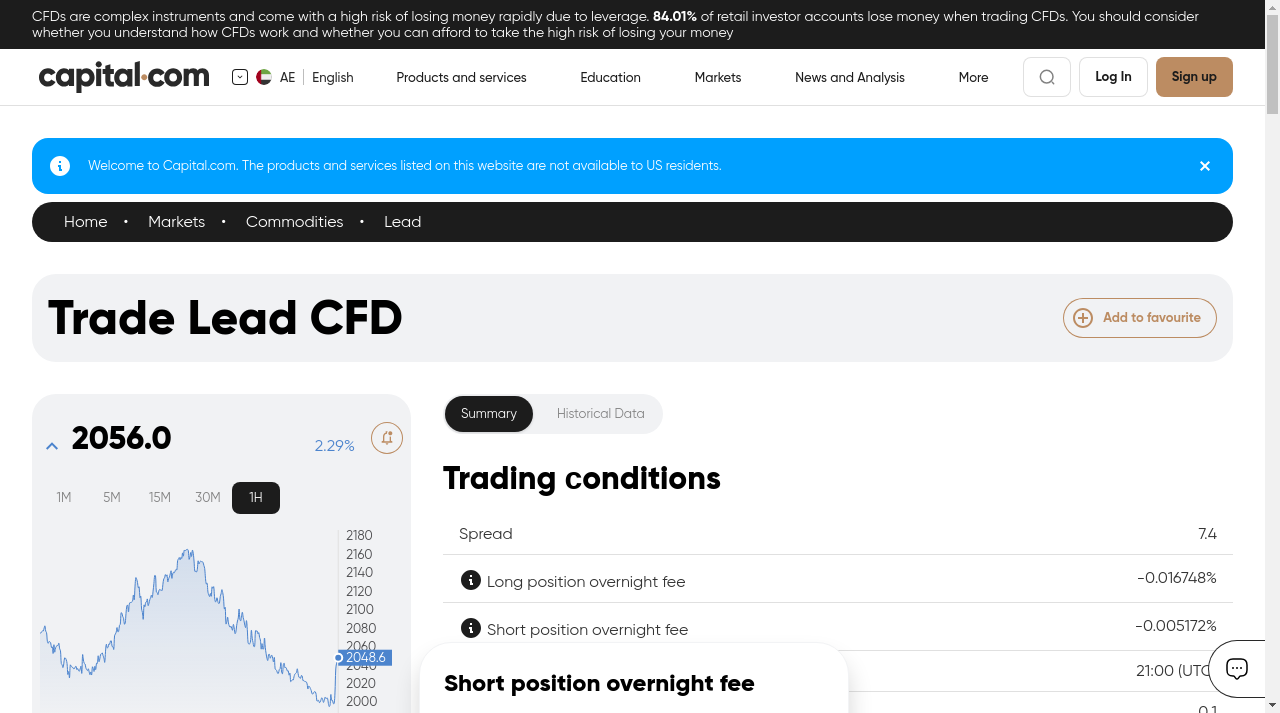 CFDs are complex instruments and come with a high risk of losing money rapidly due to leverage. 84.01% of retail investor accounts lose money when trading CFDs. You should consider
whether you understand how CFDs work and whether you can afford to take the high risk of losing your money
capital.com
AE English Products and services Education Markets News and Analysis More Log In Sign up
Welcome to Capital.com. The products and services listed on this website are not available to US residents.
Home • Markets • Commodities • Lead
Trade Lead CFD
Add to favourite
2056.0
2.29%
1M 5M 15M 30M 1H
2180
2160
2140
2120
2100
2080
2060
2048.6
2040
2020
2000
Summary Historical Data
Trading conditions
Spread 7.4
Long position overnight fee -0.016748%
Short position overnight fee -0.005172%
21:00 (UTC
0.1
Short position overnight fee